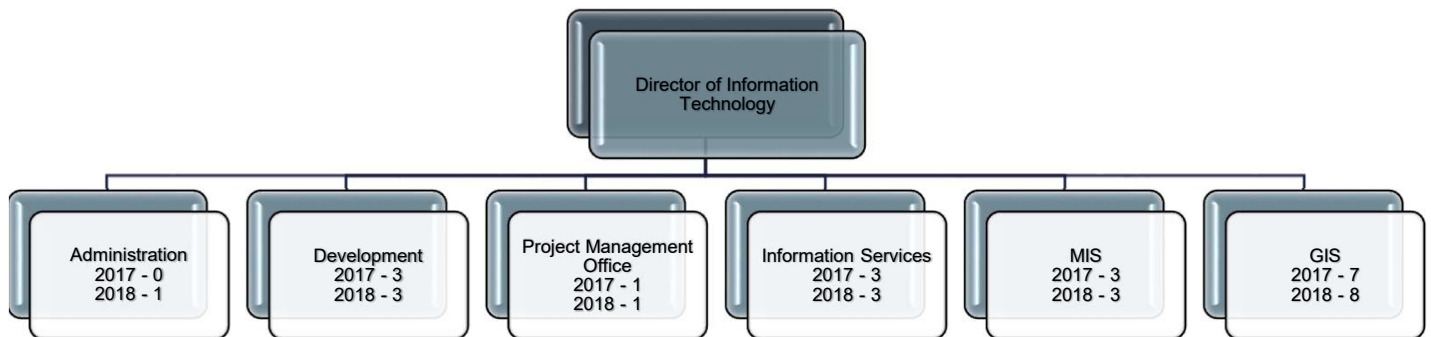 Director of Information
Technology
Administration
2017 - 0
2018 - 1
Development
2017 - 3
2018 - 3
Project Management
Office
2017 - 1
2018 - 1
Information Services
2017 - 3
2018 - 3
MIS
2017 - 3
2018 - 3
GIS
2017 - 7
2018 - 8